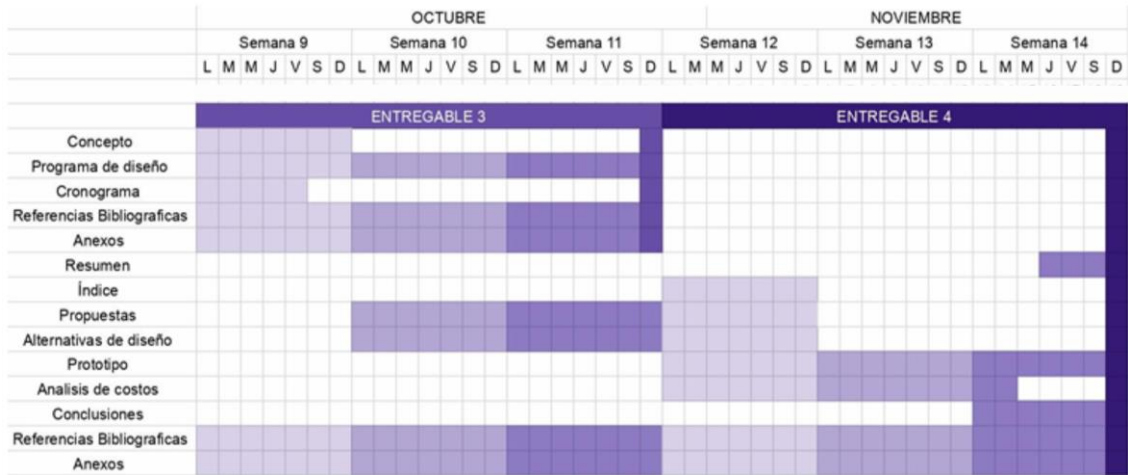 OCTUBRE NOVIEMBRE
Semana 9 Semana 10 Semana 11 Semana 12 Semana 13 Semana 14
L M M J V S D L M M J V S D L M M J V S D L M M J V S D L M M J V S D L M M J V S D
ENTREGABLE 3 ENTREGABLE 4
Concepto
Programa de diseño
Cronograma
Referencias Bibliograficas
Anexos
Resumen
Índice
Propuestas
Alternativas de diseño
Prototipo
Analisis de costos
Conclusiones
Referencias Bibliograficas
Anexos